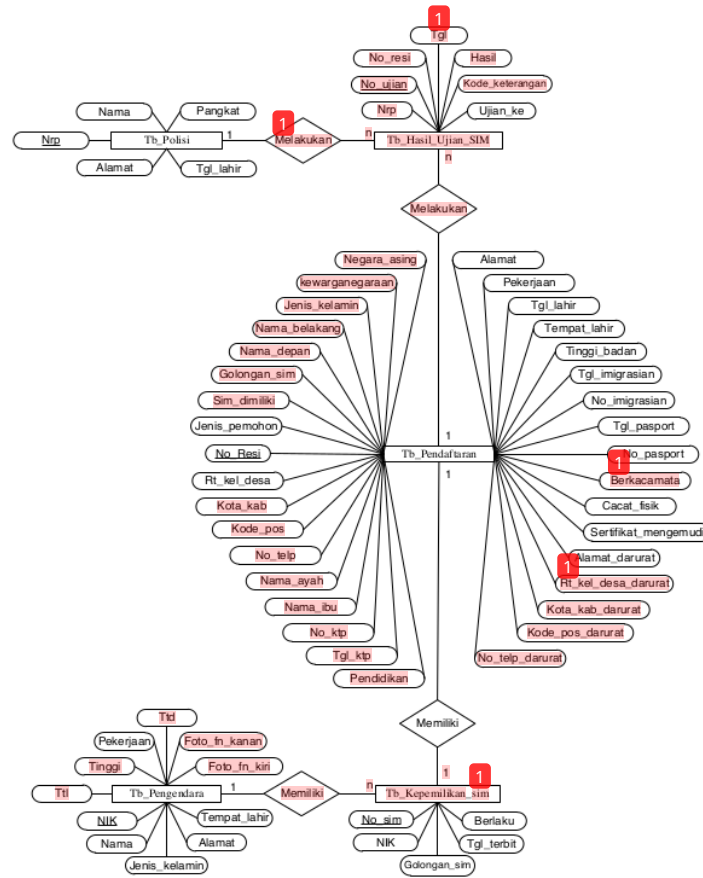 1
Tgl
No_resi
Hasil
No_ujian
Kode_keterangan
Nrp
Ujian_ke
Nama
Pangkat
1
Nrp
Tb_Polisi
1
Melakukan
n
Tb_Hasil_Ujian_SIM
Alamat
Tgl_lahir
n
Melakukan
Negara_asing
Alamat
kewarganegaraan
Pekerjaan
Jenis_kelamin
Tgl_lahir
Nama_belakang
Tempat_lahir
Nama_depan
Tinggi_badan
Golongan_sim
Tgl_imigrasian
Sim_dimiliki
No_imigrasian
Jenis_pemohon
Tgl_pasport
1
No_Resi
Tb_Pendaftaran
No_pasport
1
1
Rt_kel_desa
Berkacamata
Kota_kab
Cacat_fisik
Kode_pos
Sertifikat_mengemudi
No_telp
Alamat_darurat
1
Nama_ayah
Rt_kel_desa_darurat
Nama_ibu
Kota_kab_darurat
No_ktp
Kode_pos_darurat
Tgl_ktp
No_telp_darurat
Pendidikan
Ttd
Memiliki
Pekerjaan
Foto_fn_kanan
Tinggi
Foto_fn_kiri
1
1
Ttl
Tb_Pengendara
1
Memiliki
n
Tb_Kepemilikan_sim
NIK
Tempat_lahir
No_sim
Berlaku
Nama
Alamat
NIK
Tgl_terbit
Jenis_kelamin
Golongan_sim